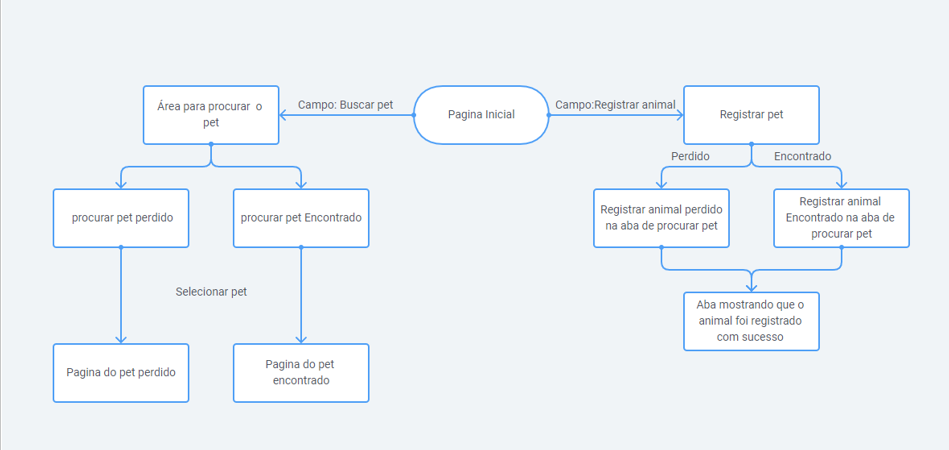 Área para procurar o
pet
Campo: Buscar pet
Pagina Inicial
Campo:Registrar animal
Registrar pet
Perdido
Encontrado
procurar pet perdido
procurar pet Encontrado
Registrar animal perdido
na aba de procurar pet
Registrar animal
Encontrado na aba de
procurar pet
Selecionar pet
Aba mostrando que o
animal foi registrado
com sucesso
Pagina do pet perdido
Pagina do pet
encontrado